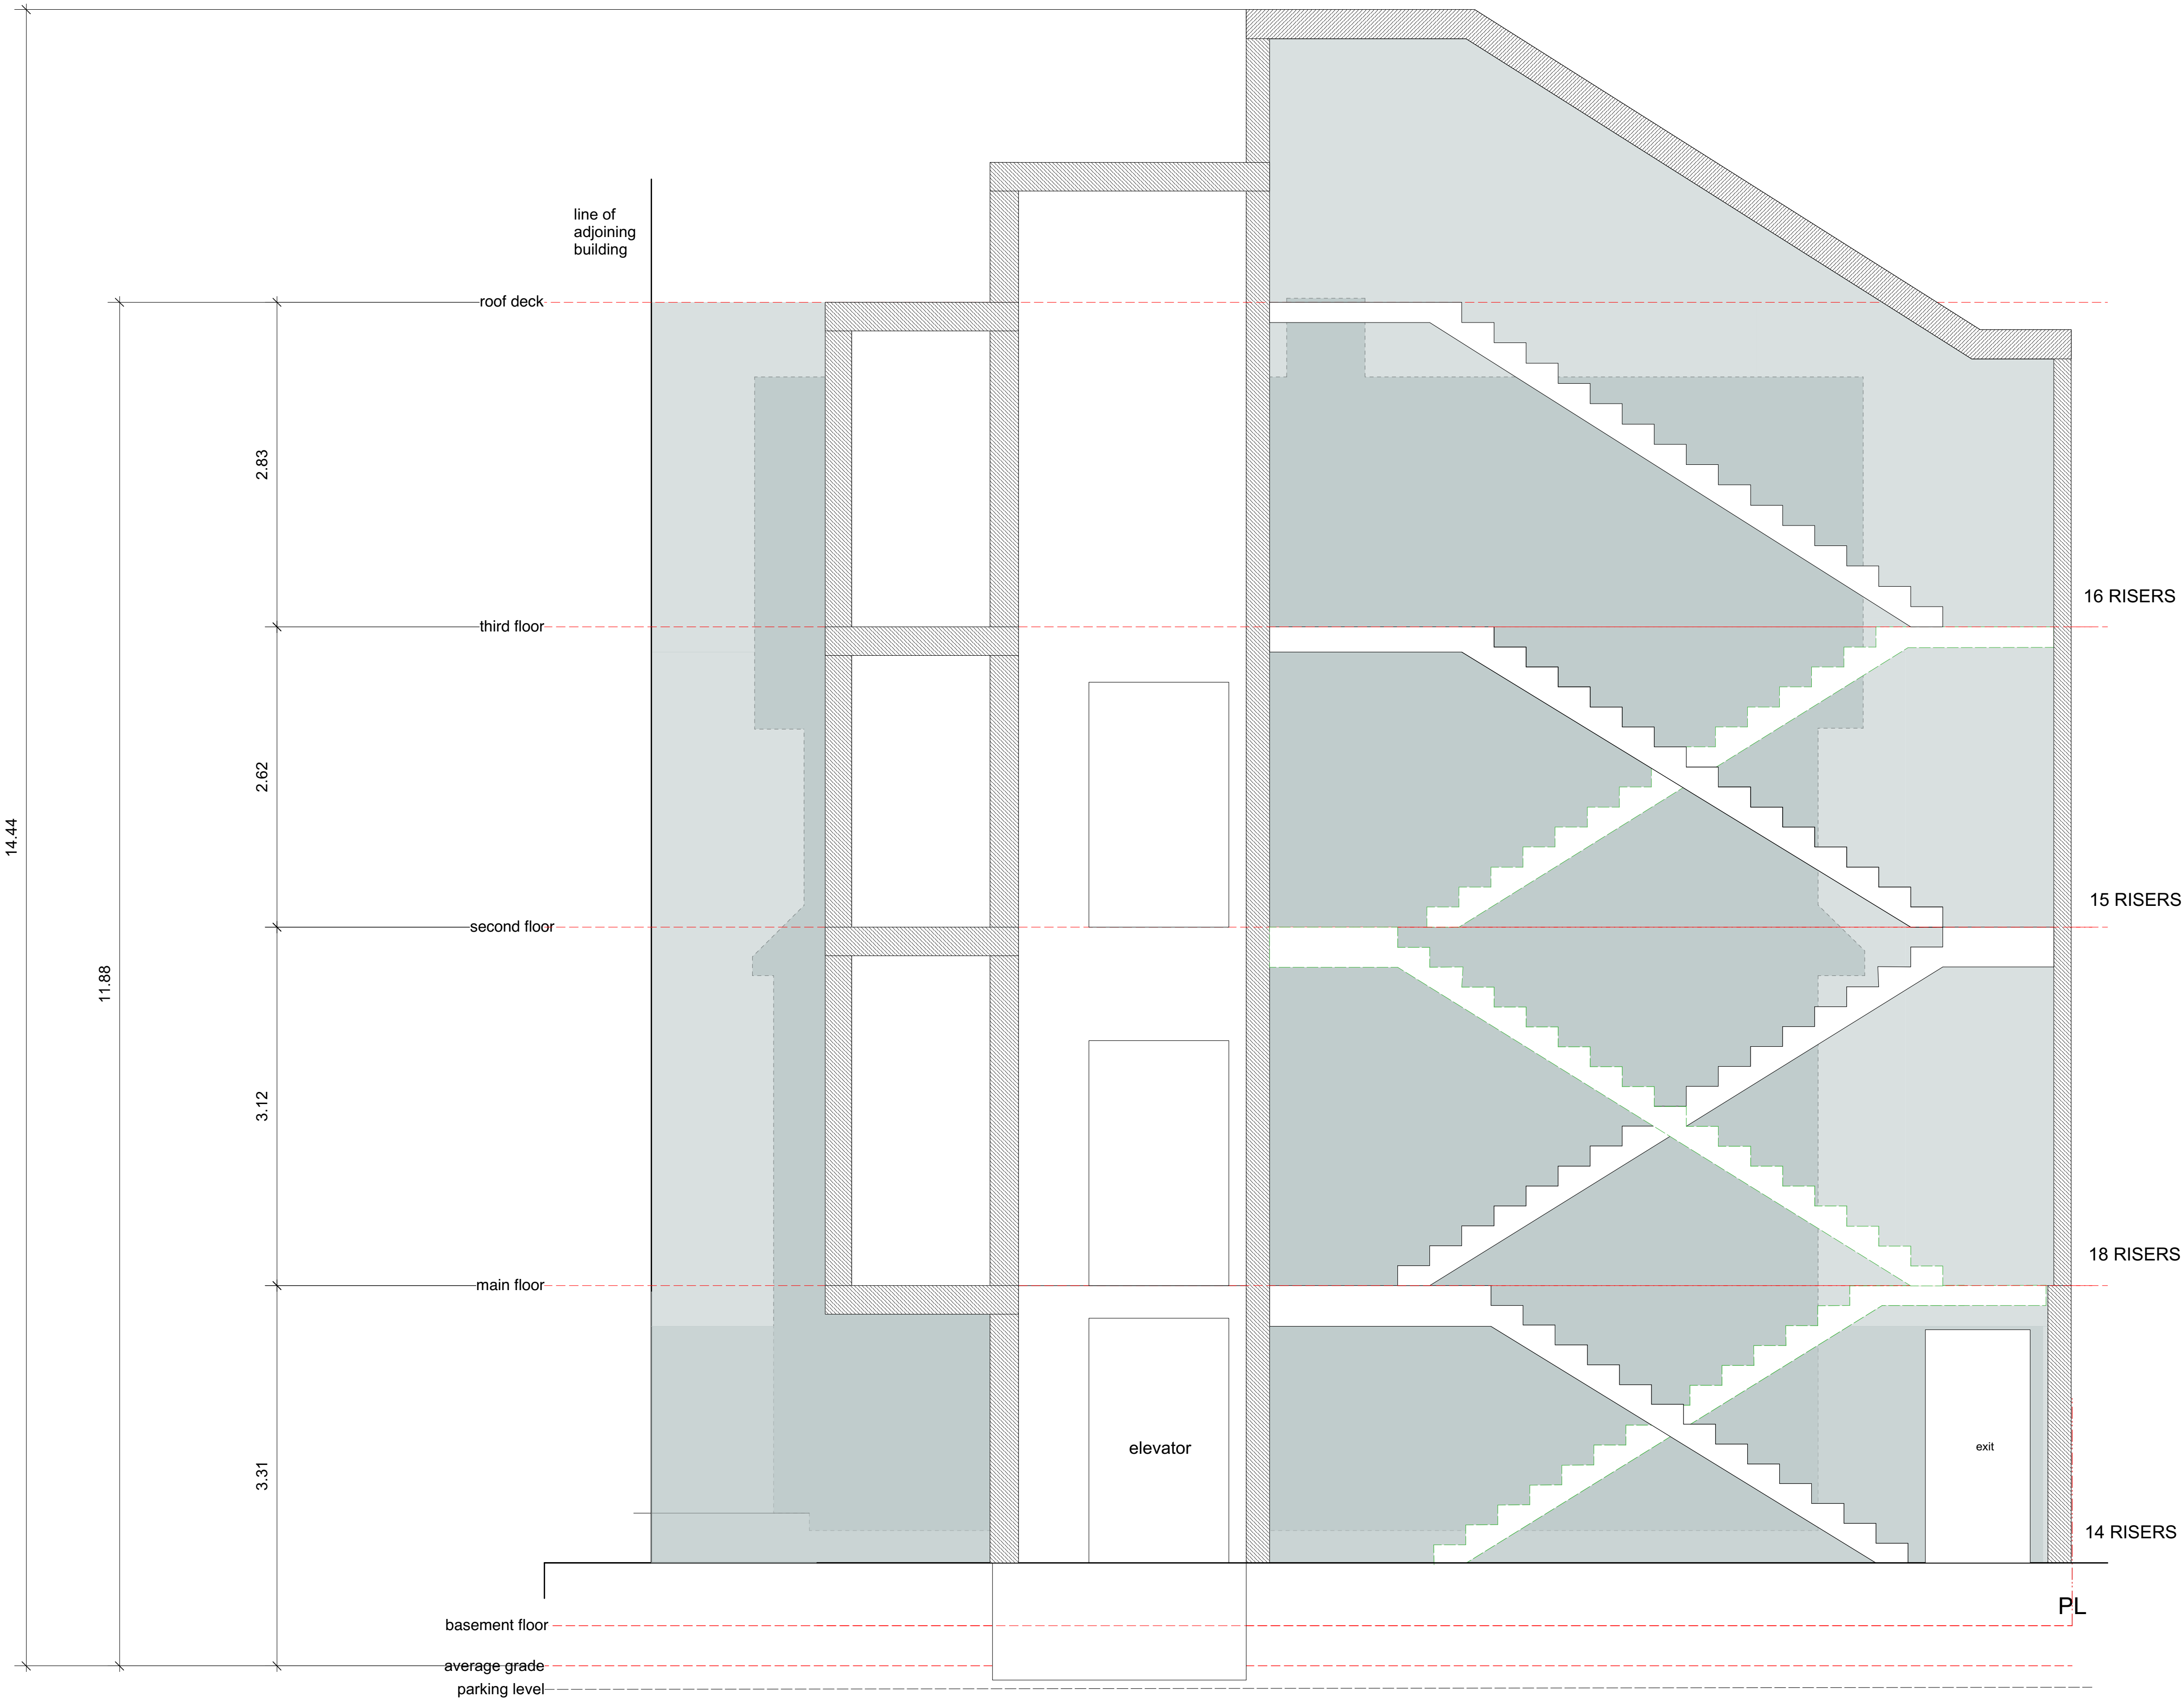 line of
adjoining
building
roof deck
2.83
16 RISERS
third floor
2.62
14.44
15 RISERS
second floor
11.88
3.12
18 RISERS
main floor
elevator
exit
3.31
14 RISERS
PL
basement floor
average grade
parking level